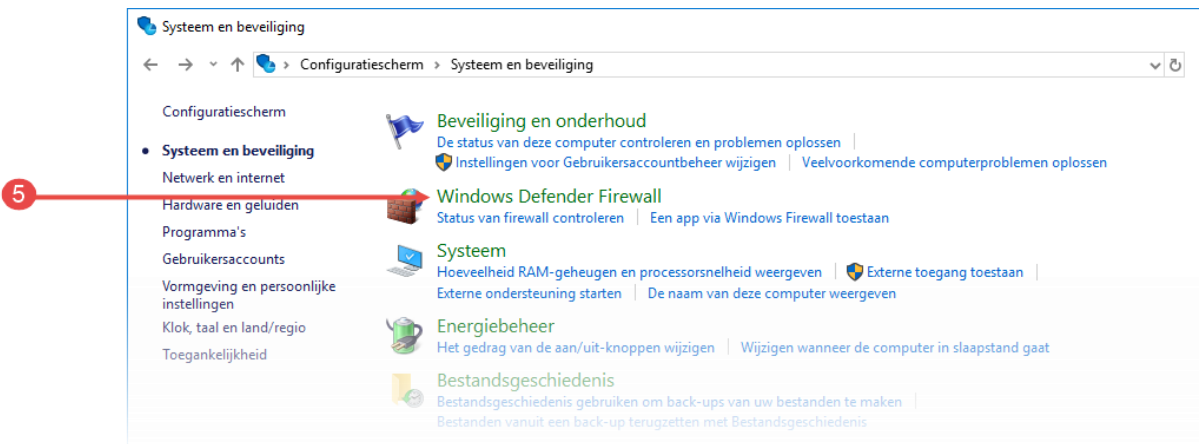 Systeem en beveiliging
Configuratiescherm > Systeem en beveiliging
Configuratiescherm
Systeem en beveiliging
Netwerk en internet
Hardware en geluiden
Programma's
Gebruikersaccounts
Vormgeving en persoonlijke
instellingen
Klok, taal en land/regio
Toegankelijkheid
Beveiliging en onderhoud
De status van deze computer controleren en problemen oplossen
Instellingen voor Gebruikersaccountbeheer wijzigen Veelvoorkomende computerproblemen oplossen
5
Windows Defender Firewall
Status van firewall controleren Een app via Windows Firewall toestaan
Systeem
Hoeveelheid RAM-geheugen en processorsnelheid weergeven Externe toegang toestaan
Externe ondersteuning starten De naam van deze computer weergeven
Energiebeheer
Het gedrag van de aan/uit-knoppen wijzigen Wijzigen wanneer de computer in slaapstand gaat
Bestandsgeschiedenis
Bestandsgeschiedenis gebruiken om back-ups van uw bestanden te maken
Bestanden vanuit een back-up terugzetten met Bestandsgeschiedenis